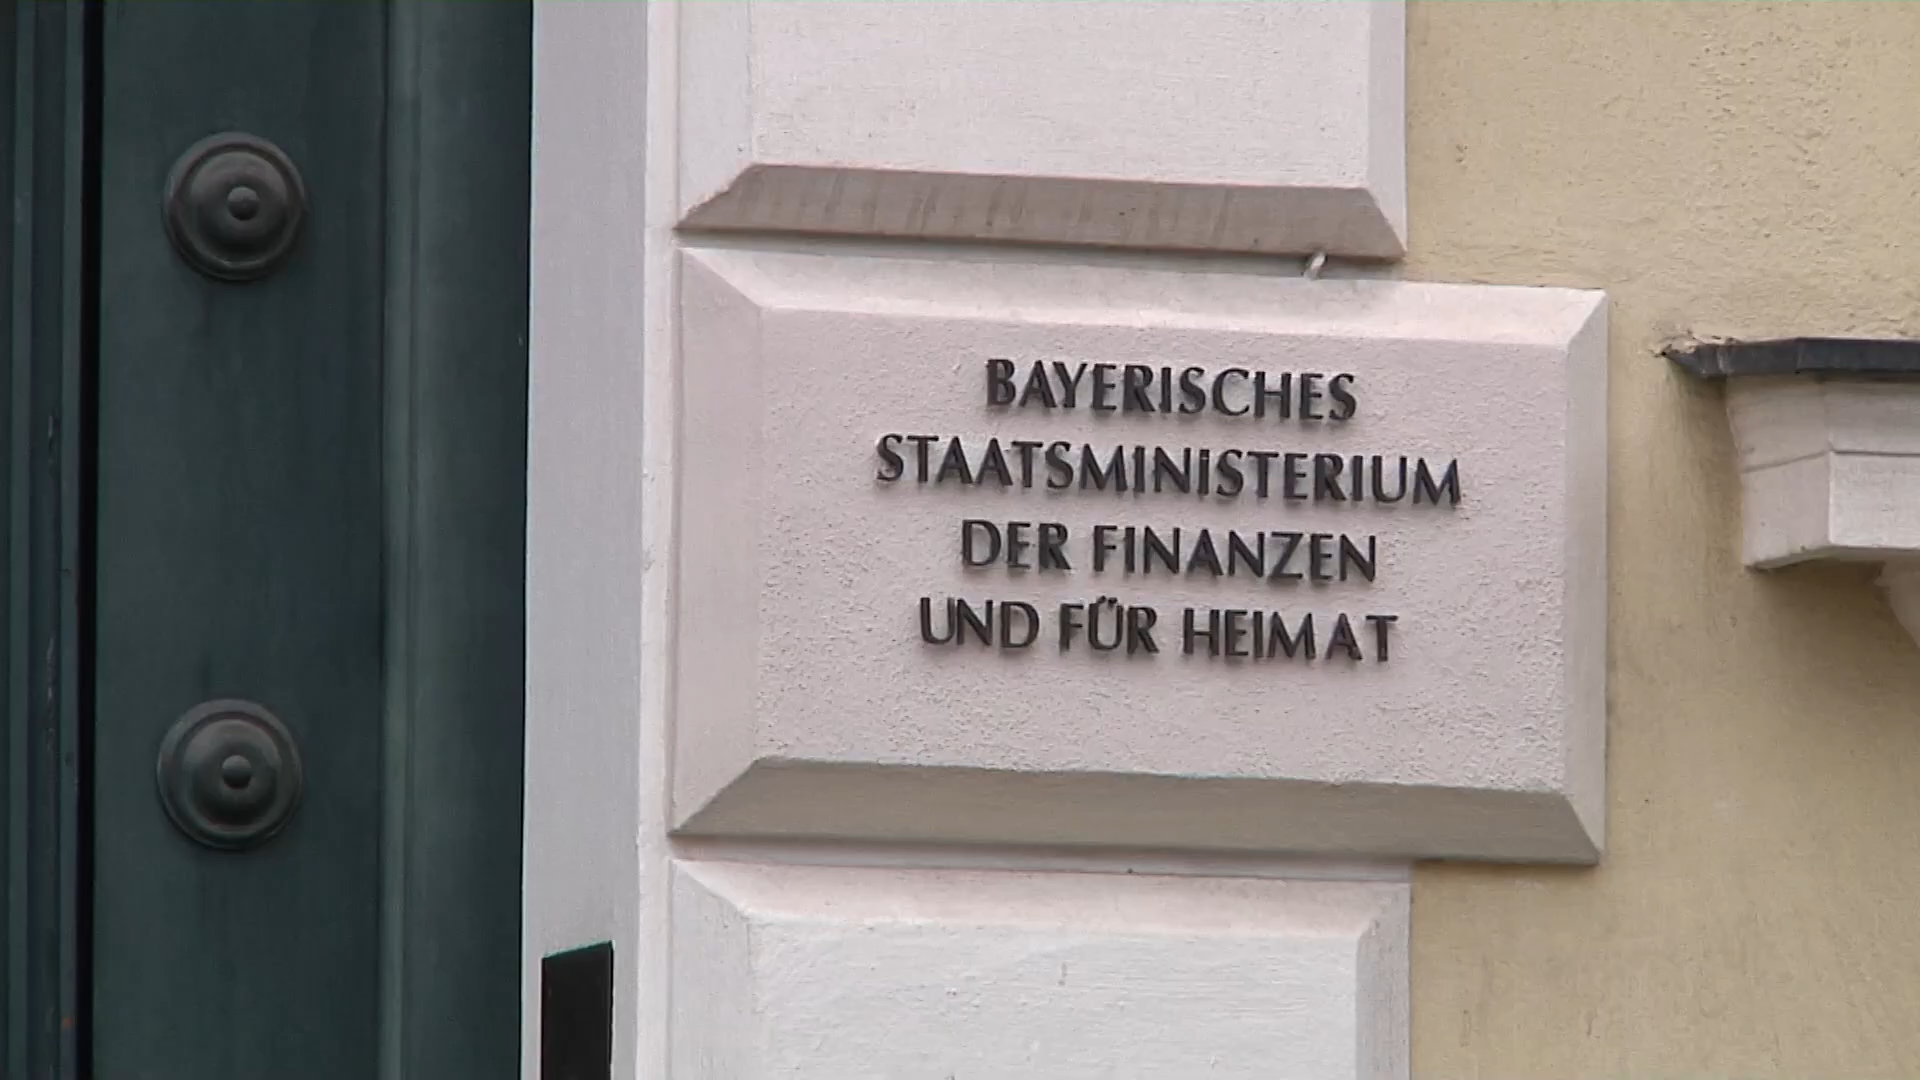 BAYERISCHES
STAATSMINISTERIUM
DER FINANZEN
UND FÜR HEIMAT